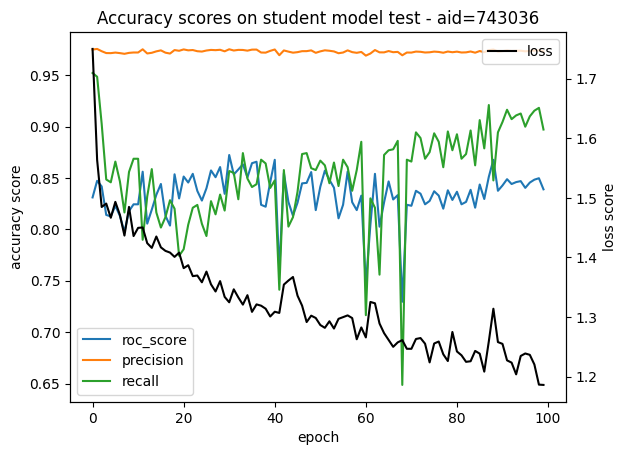 Accuracy scores on student model test - aid=743036
accuracy score
0.95
0.90
0.85
0.80
0.75
0.70
0.65
loss
1.7
1.6
1.5
1.4
1.3
1.2
loss score
roc_score
precision
recall
0 20 40 60 80 100
epoch